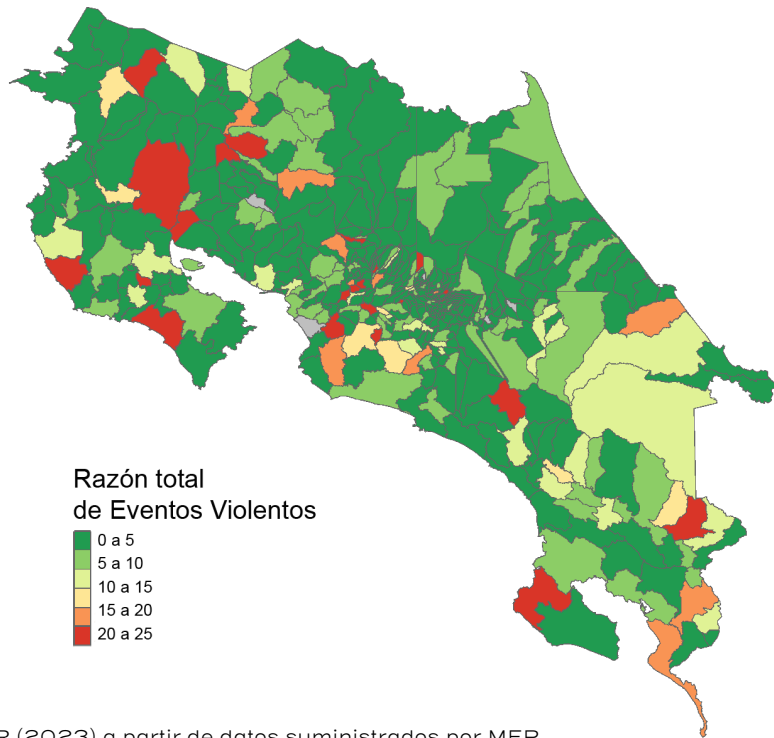 Razón total
de Eventos Violentos
0 a 5
5 a 10
10 a 15
15 a 20
20 a 25
(2023) a partir de datos suministrados por MEP